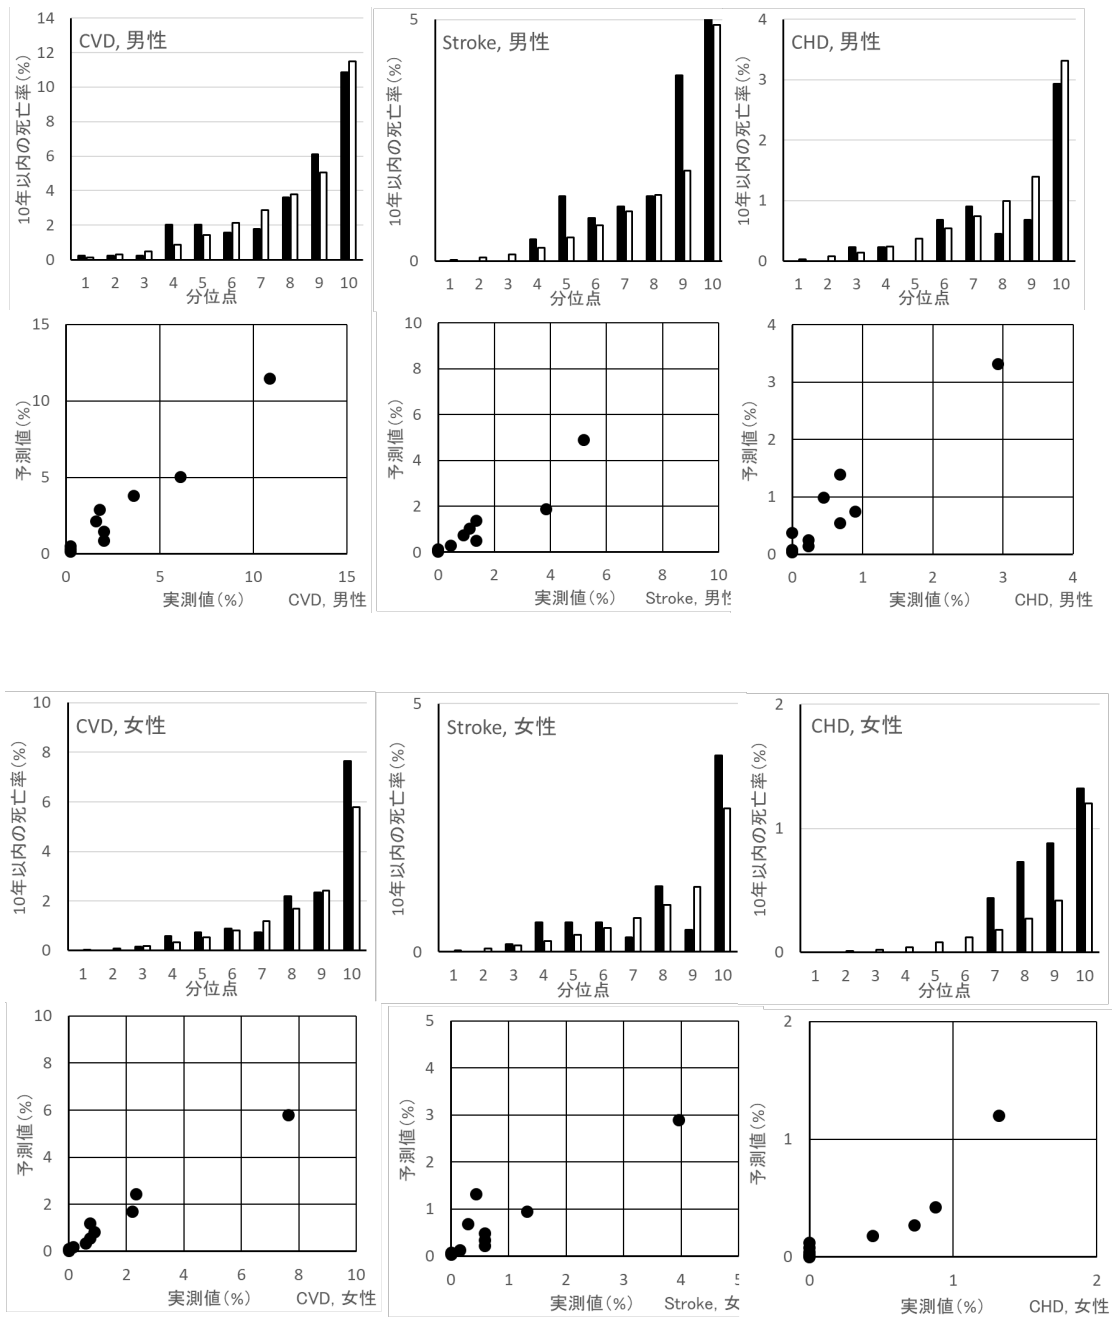 CVD, 男性
10年以内の死亡率(%)
14
12
10
8
6
4
2
0
1 2 3 4 5 6 7 8 9 10
分位点
Stroke, 男性
10年以内の死亡率(%)
5
0
1 2 3 4 5 6 7 8 9 10
分位点
CHD, 男性
10年以内の死亡率(%)
4
3
2
1
0
1 2 3 4 5 6 7 8 9 10
分位点
予測値(%)
15
10
5
0
0 5 10 15
実測値(%) CVD, 男性
予測値(%)
10
8
6
4
2
0
0 2 4 6 8 10
実測値(%) Stroke, 男性
予測値(%)
4
3
2
1
0
0 1 2 3 4
実測値(%) CHD, 男性
CVD, 女性
10年以内の死亡率(%)
10
8
6
4
2
0
1 2 3 4 5 6 7 8 9 10
分位点
Stroke, 女性
10年以内の死亡率(%)
5
0
1 2 3 4 5 6 7 8 9 10
分位点
CHD, 女性
10年以内の死亡率(%)
2
1
0
1 2 3 4 5 6 7 8 9 10
分位点
予測値(%)
10
8
6
4
2
0
0 2 4 6 8 10
実測値(%) CVD, 女性
予測値(%)
5
4
3
2
1
0
0 1 2 3 4 5
実測値(%) Stroke, 女
予測値(%)
2
1
0
0 1 2
実測値(%) CHD, 女性